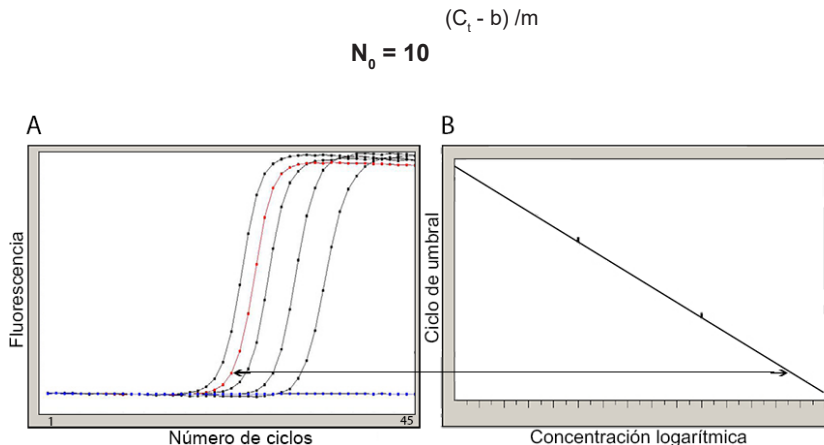 (Ct - b) /m
N0 = 10
A
B
Fluorescencia
Ciclo de umbral
1
45
Número de ciclos
Concentración logarítmica